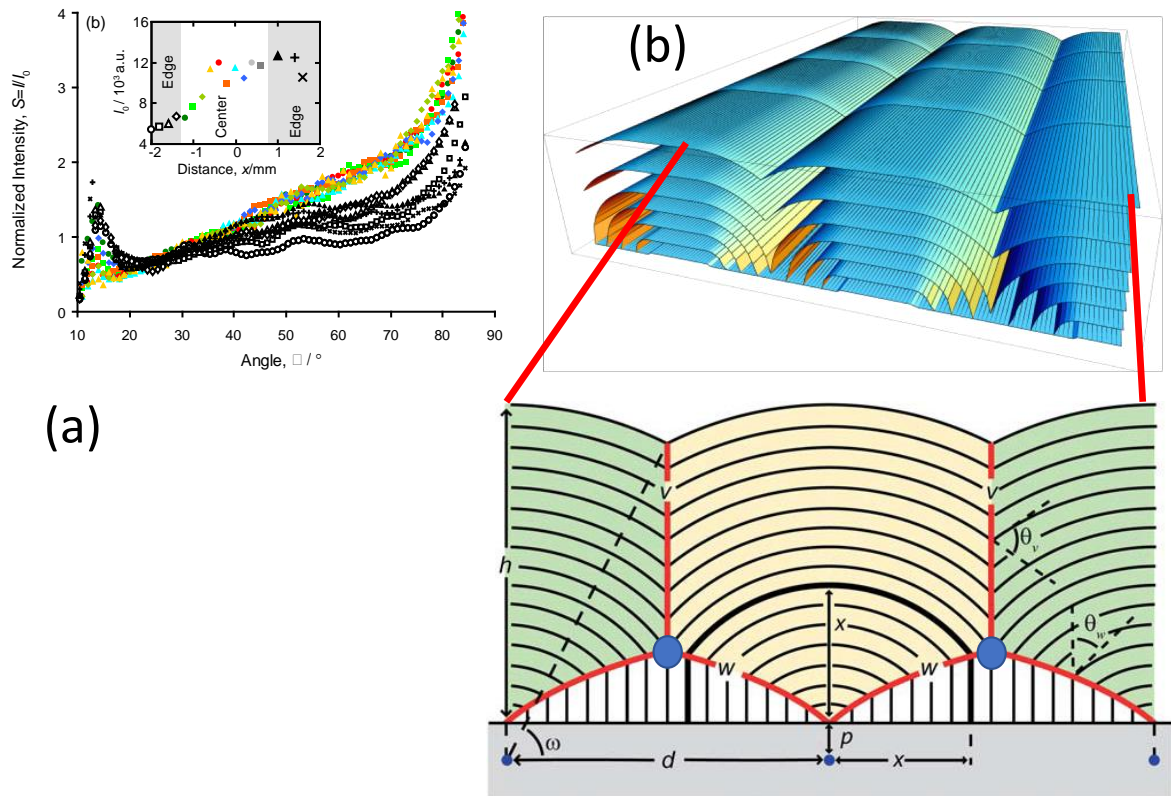 (b)
Normalized Intensity, S=I/I0
4
3
2
1
0
10 20 30 40 50 60 70 80 90
Angle, □ / °
I0 / 10³ a.u.
16
12
8
4
-2 -1 0 1 2
Distance, x/mm
Edge
Center
Edge
(a)
(b)
v
v
θv
h
x
θw
w
w
ω
p
d
x